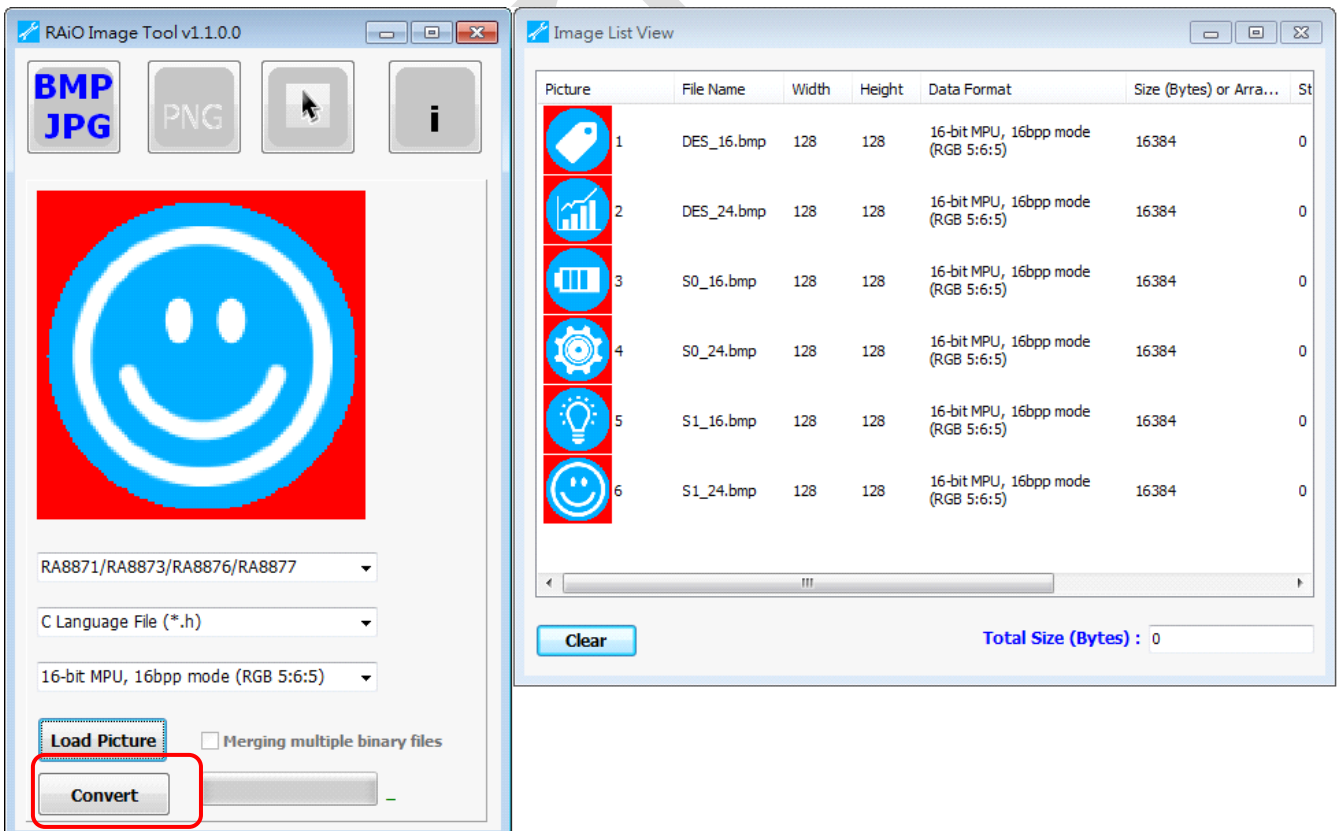 RAiO Image Tool v1.1.0.0
BMP
JPG
PNG
i
RA8871/RA8873/RA8876/RA8877
C Language File (*.h)
16-bit MPU, 16bpp mode (RGB 5:6:5)
Load Picture
Merging multiple binary files
Convert
Image List View
Picture File Name Width Height Data Format Size (Bytes) or Arra... St
1 DES_16.bmp 128 128 16-bit MPU, 16bpp mode
(RGB 5:6:5) 16384 0
2 DES_24.bmp 128 128 16-bit MPU, 16bpp mode
(RGB 5:6:5) 16384 0
3 S0_16.bmp 128 128 16-bit MPU, 16bpp mode
(RGB 5:6:5) 16384 0
4 S0_24.bmp 128 128 16-bit MPU, 16bpp mode
(RGB 5:6:5) 16384 0
5 S1_16.bmp 128 128 16-bit MPU, 16bpp mode
(RGB 5:6:5) 16384 0
6 S1_24.bmp 128 128 16-bit MPU, 16bpp mode
(RGB 5:6:5) 16384 0
Clear
Total Size (Bytes) : 0